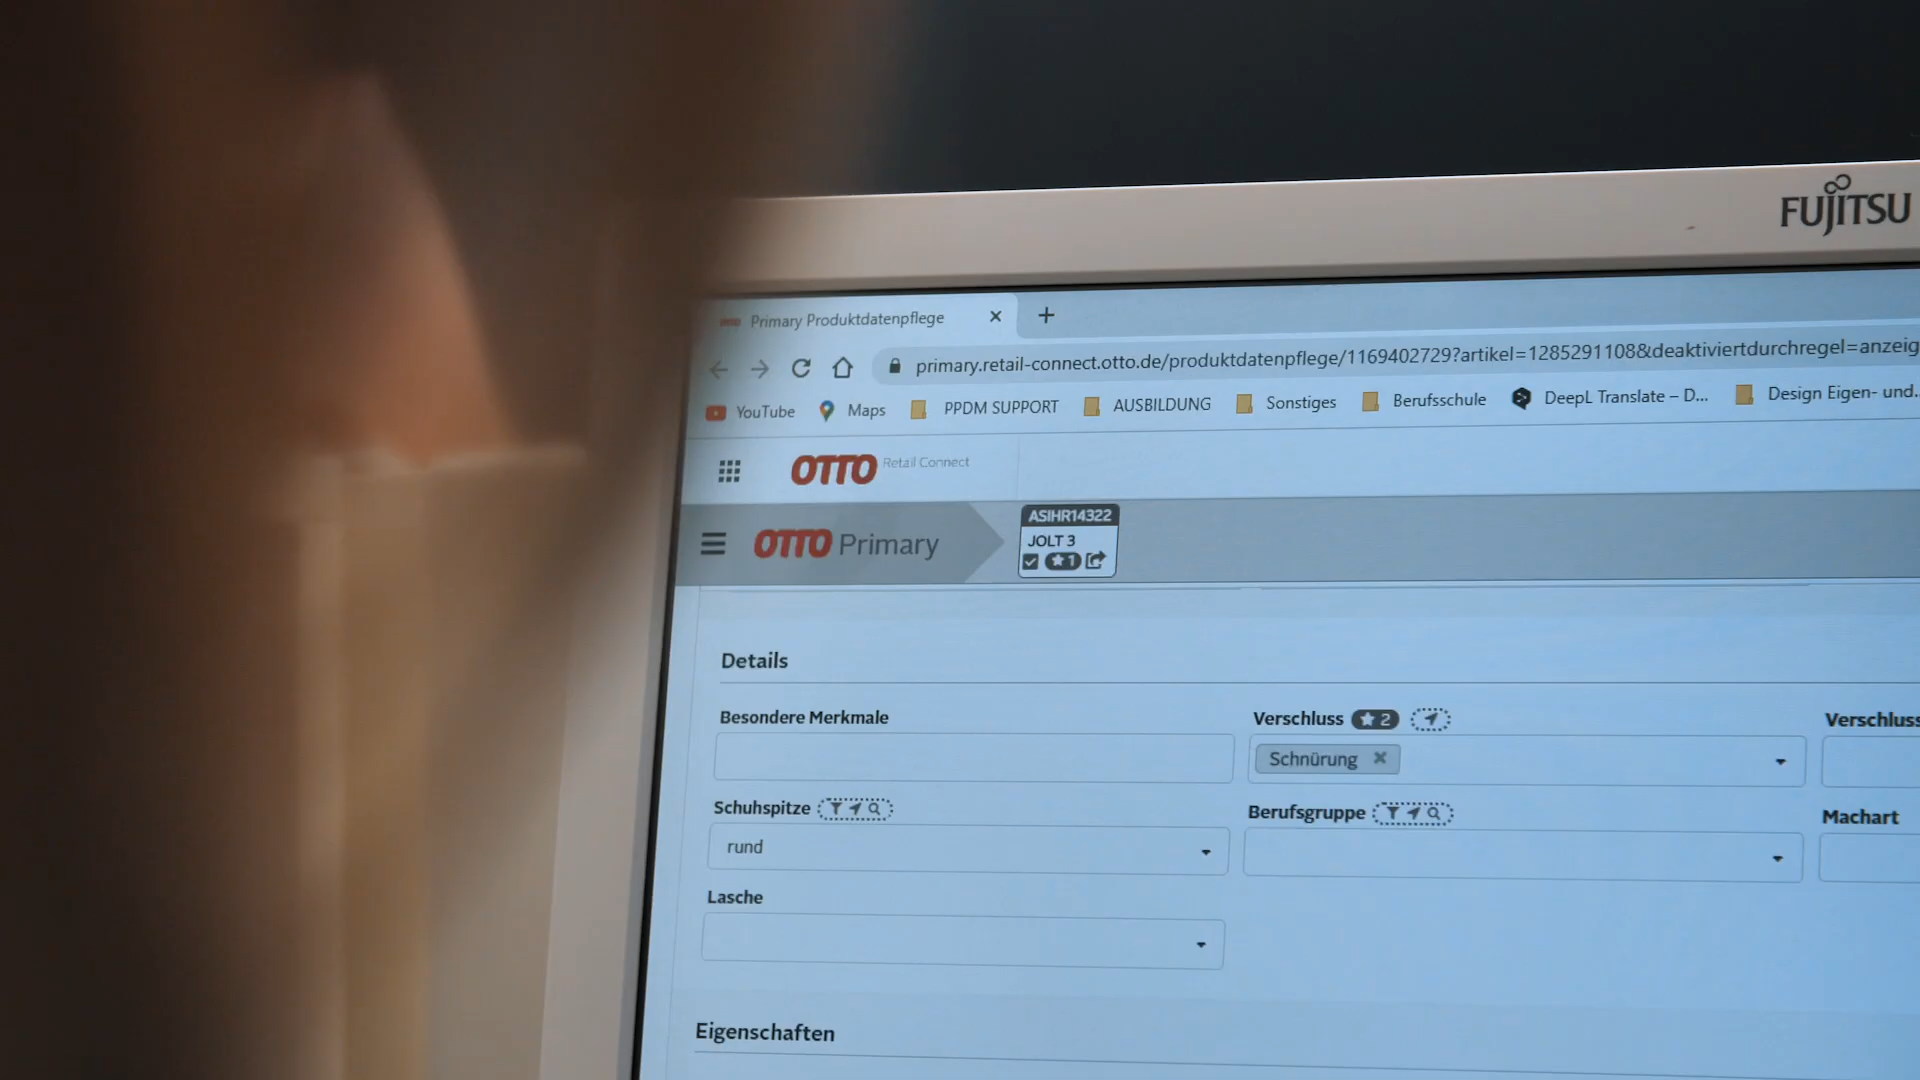 FUJITSU
Primary Produktdatenpflege
primary.retail-connect.otto.de/produktdatenpflege/1169402729?artikel=1285291108&deaktiviertdurchregel=anzeig
YouTube Maps PPDM SUPPORT AUSBILDUNG Sonstiges Berufsschule DeepL Translate – D... Design Eigen- und...
OTTO Retail Connect
OTTO Primary
ASIHR14322
JOLT 3
1
Details
Besondere Merkmale
Verschluss 2
Verschluss
Schnürung
Schuhspitze
Berufsgruppe
Machart
rund
Lasche
Eigenschaften